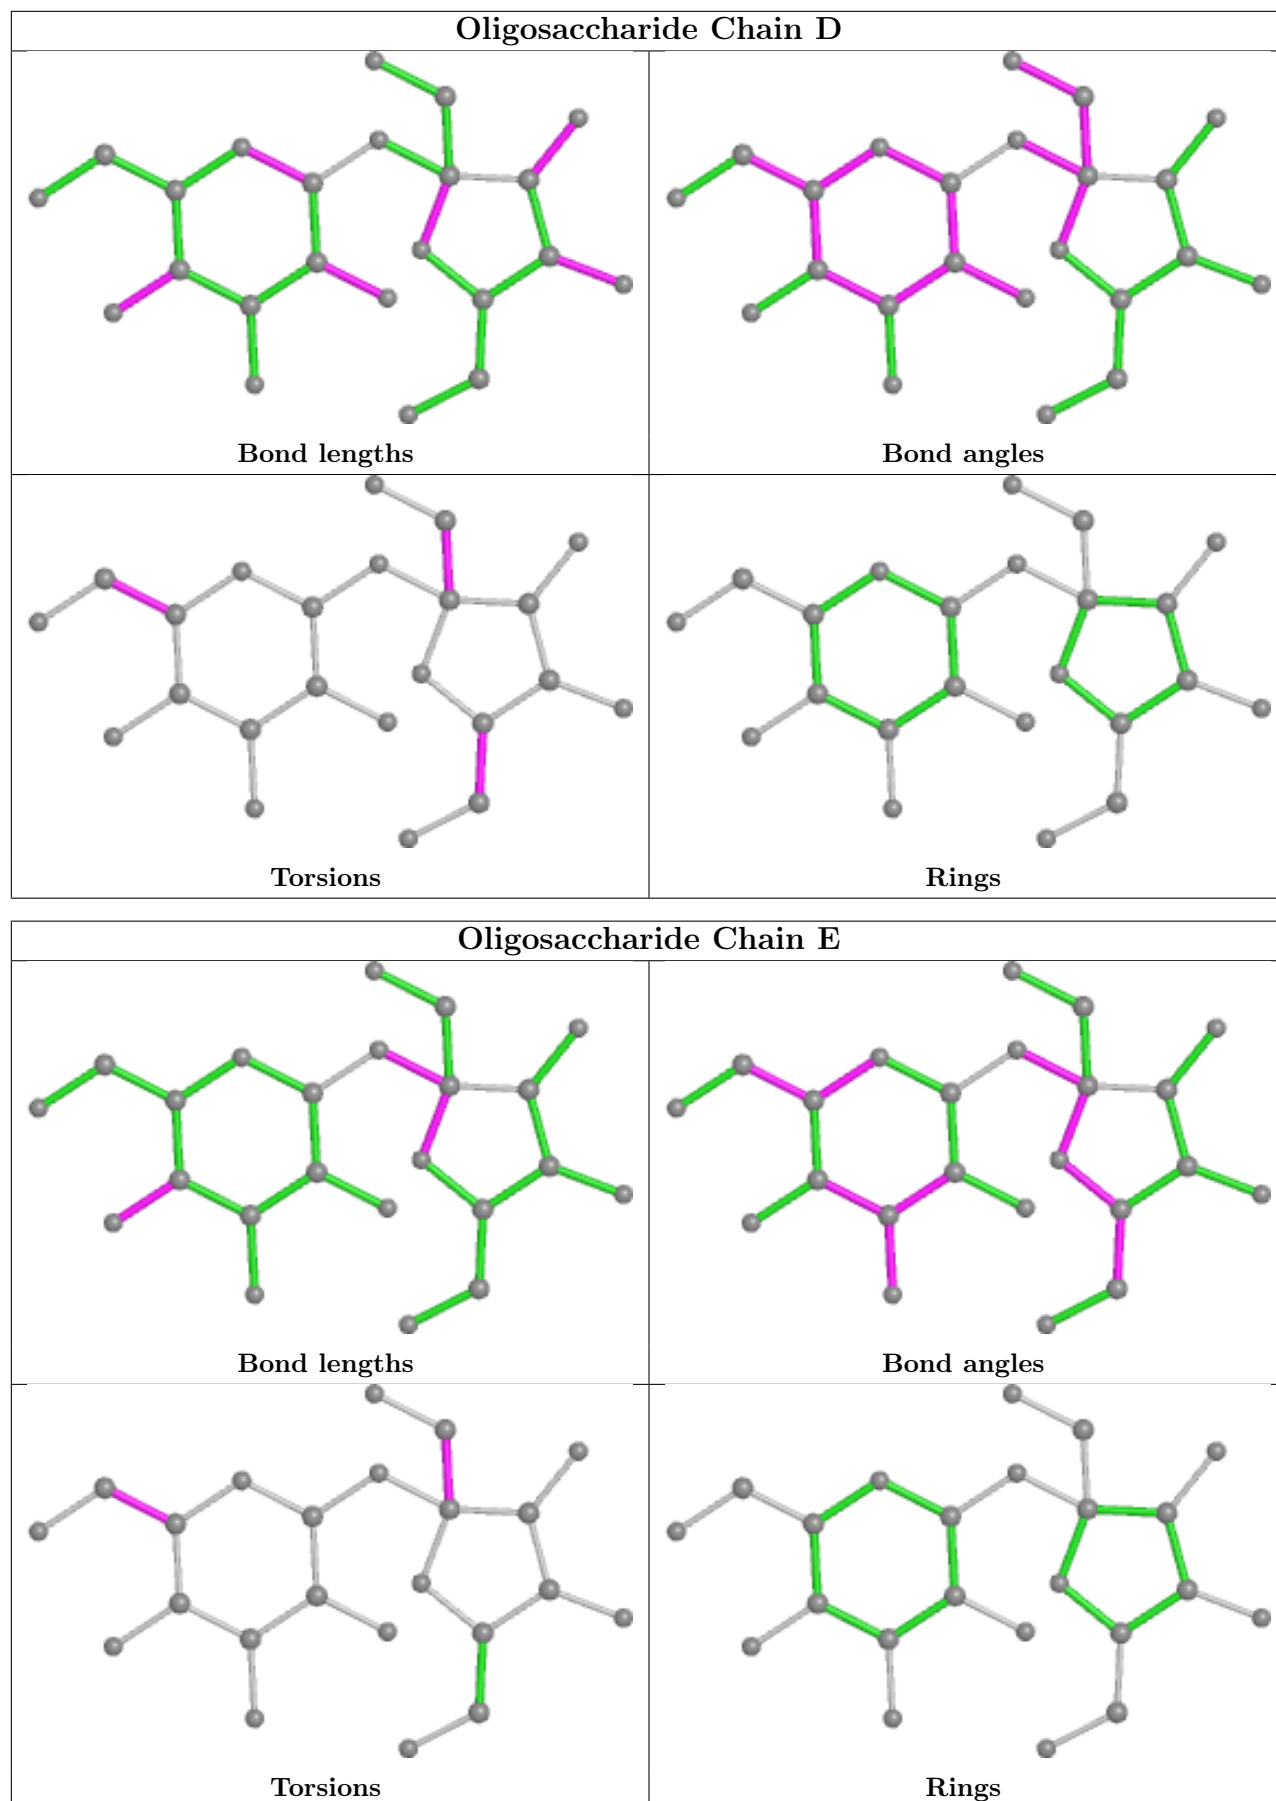 Oligosaccharide Chain D
Bond lengths
Bond angles
Torsions
Rings
Oligosaccharide Chain E
Bond lengths
Bond angles
Torsions
Rings